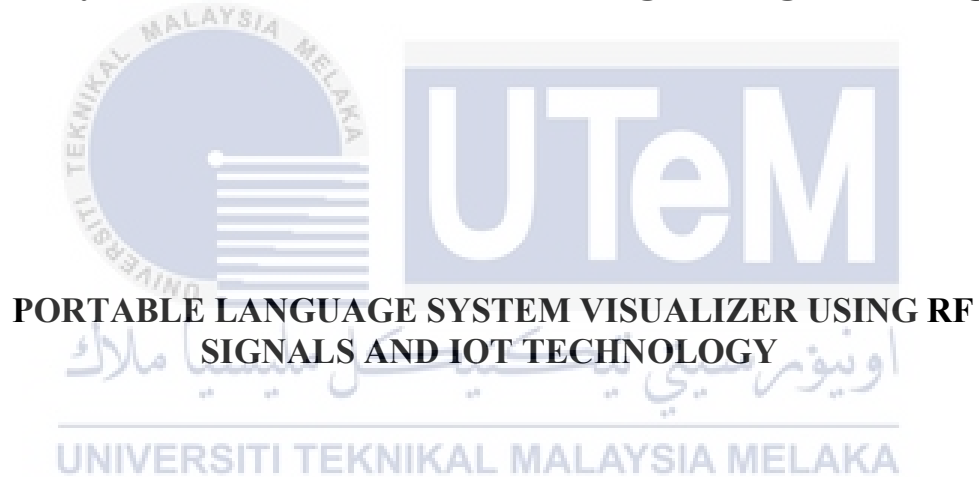 UNIVERSITI TEKNIKAL MALAYSIA MELAKA
UTeM
PORTABLE LANGUAGE SYSTEM VISUALIZER USING RF
SIGNALS AND IOT TECHNOLOGY
اونيۏرسيتي تيكنيكل مليسيا ملاك
UNIVERSITI TEKNIKAL MALAYSIA MELAKA